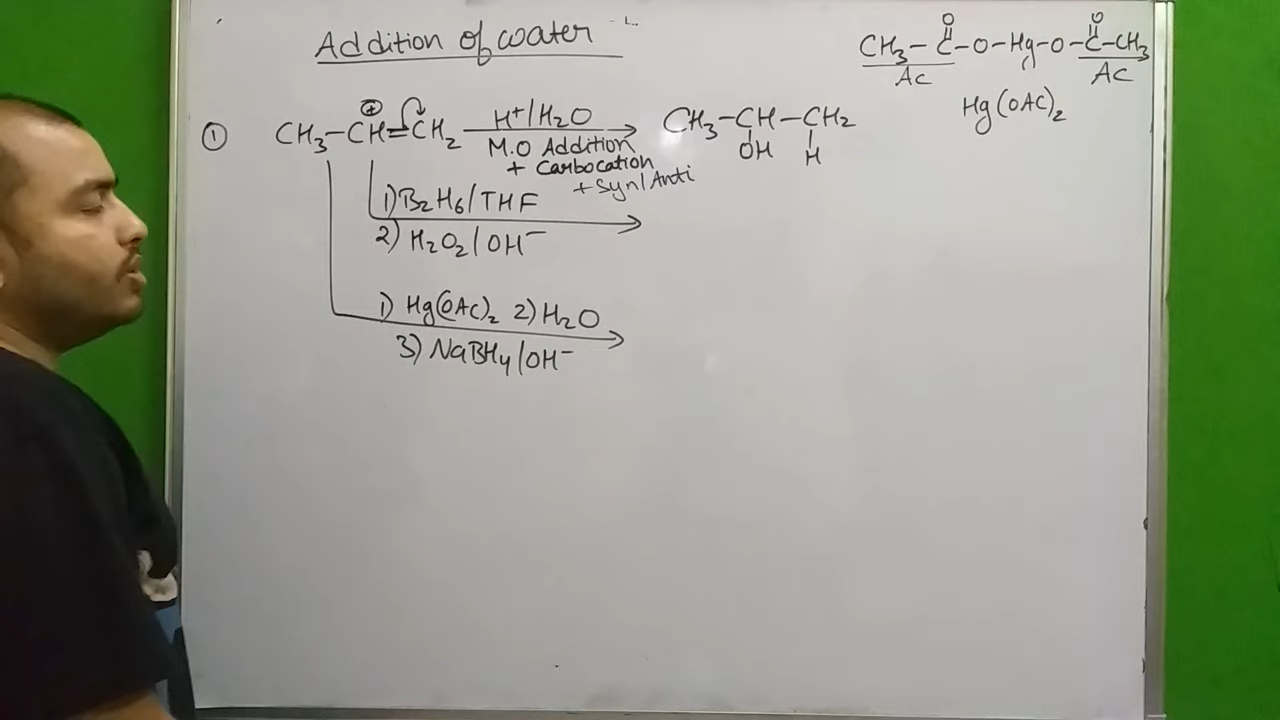 Addition of water
O O
CH3-C-O-Hg-O-C-CH3
Ac Ac
Hg(OAc)2
① CH3-CH=CH2 H+/H2O CH3-CH-CH2
⊕ OH H
M.O Addition
+ Carbocation
+ Syn/Anti
1) B2H6/THF
2) H2O2/OH-
1) Hg(OAc)2 2) H2O
3) NaBH4/OH-